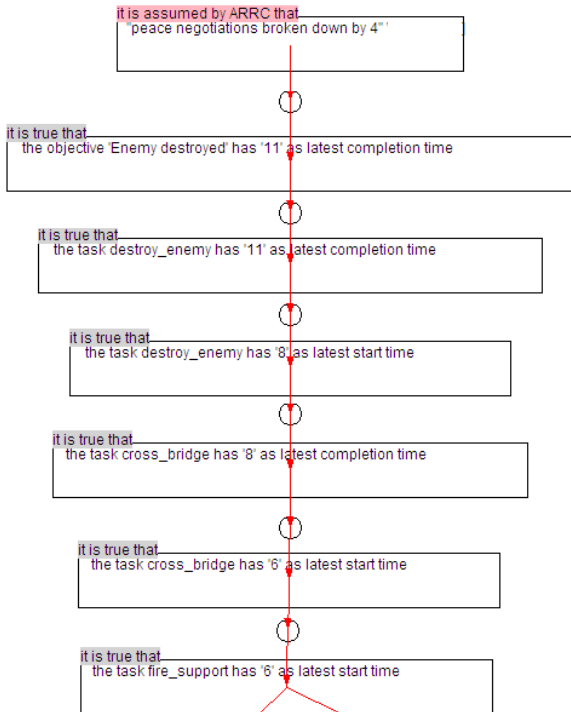 it is assumed by ARRC that
"peace negotiations broken down by 4"'
it is true that
the objective 'Enemy destroyed' has '11' as latest completion time
it is true that
the task destroy_enemy has '11' as latest completion time
it is true that
the task destroy_enemy has '8' as latest start time
it is true that
the task cross_bridge has '8' as latest completion time
it is true that
the task cross_bridge has '6' as latest start time
it is true that
the task fire_support has '6' as latest start time